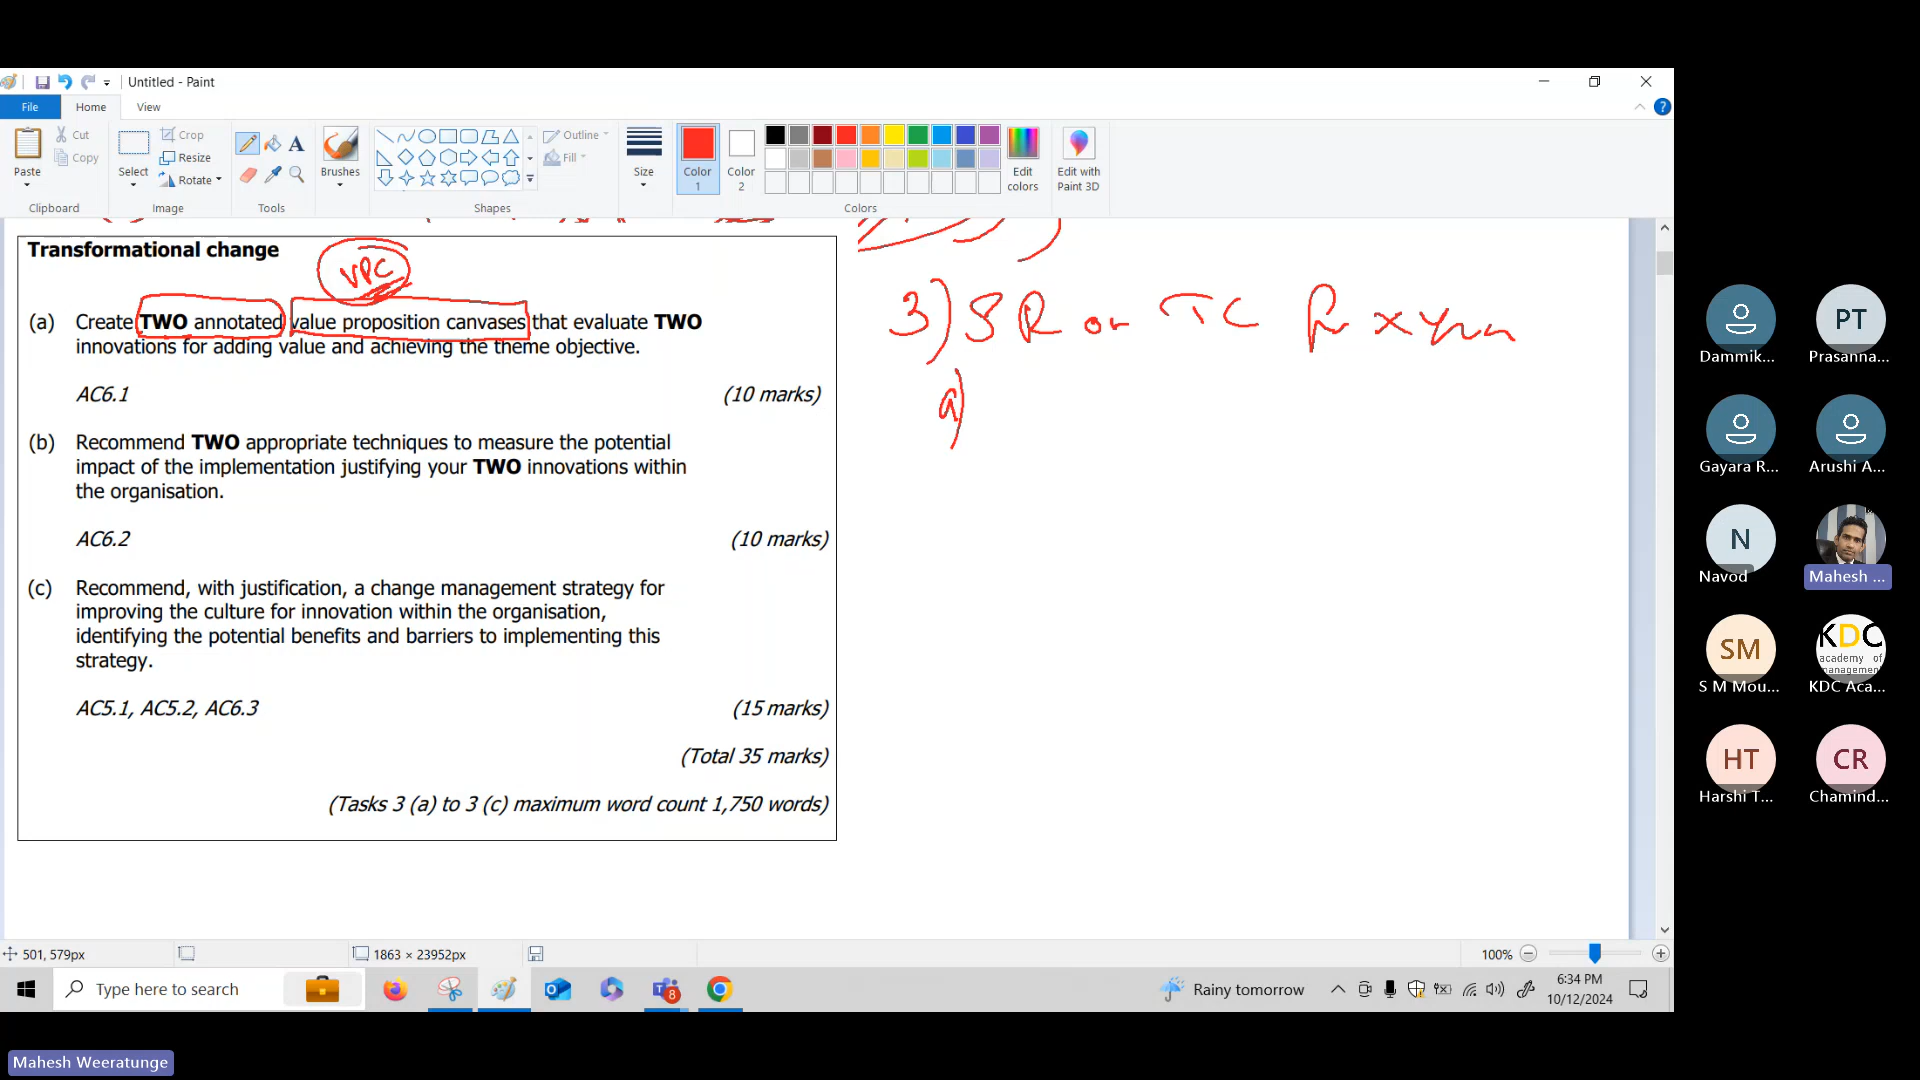 Untitled - Paint
File Home View
Paste Cut Copy Select Crop Resize Rotate Brushes Outline Fill Size Color 1 Color 2 Edit colors Edit with Paint 3D
Clipboard Image Tools Shapes Colors
Transformational change
VPC
(a) Create TWO annotated value proposition canvases that evaluate TWO
innovations for adding value and achieving the theme objective.
AC6.1 (10 marks)
(b) Recommend TWO appropriate techniques to measure the potential
impact of the implementation justifying your TWO innovations within
the organisation.
AC6.2 (10 marks)
(c) Recommend, with justification, a change management strategy for
improving the culture for innovation within the organisation,
identifying the potential benefits and barriers to implementing this
strategy.
AC5.1, AC5.2, AC6.3 (15 marks)
(Total 35 marks)
(Tasks 3 (a) to 3 (c) maximum word count 1,750 words)
3) R on TC
a)
Dammik... PT Prasanna...
Gayara R... Arushi A...
N Navod Mahesh ...
SM S M Mou... KDC academy of management KDC Aca...
HT Harshi T... CR Chamind...
501, 579px 1863 × 23952px 100%
Type here to search 8 Rainy tomorrow 6:34 PM
10/12/2024
Mahesh Weeratunge